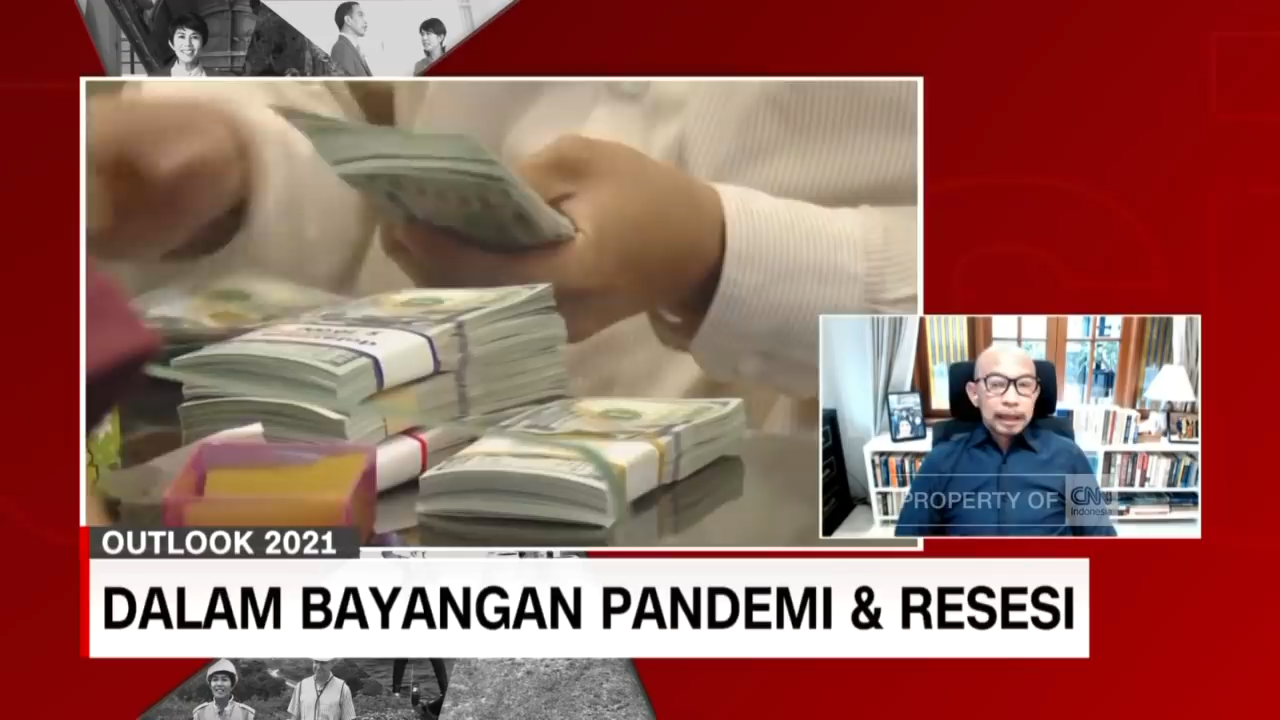 PROPERTY OF CNN
Indonesia
OUTLOOK 2021
DALAM BAYANGAN PANDEMI & RESESI